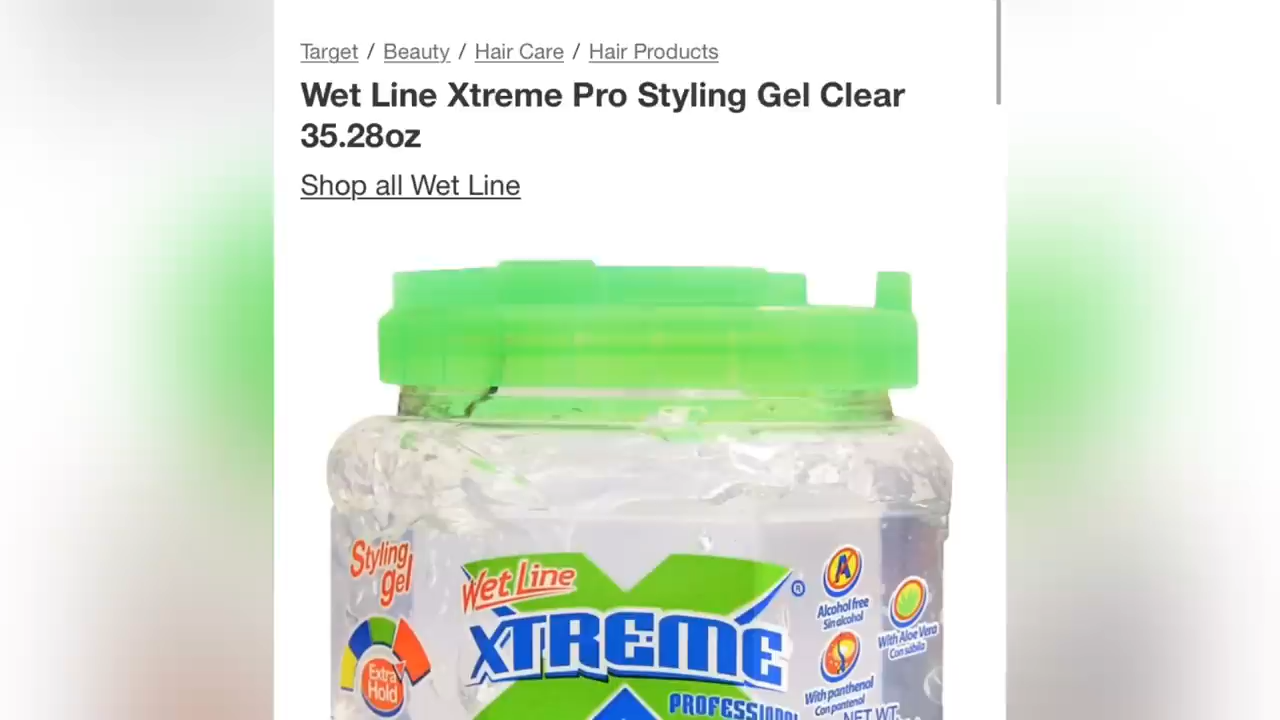 Target / Beauty / Hair Care / Hair Products
Wet Line Xtreme Pro Styling Gel Clear
35.28oz
Shop all Wet Line
Styling
gel
Extra
Hold
Wet Line
XTREME
®
PROFESSIONAL
A
Alcohol free
Sin alcohol
With Aloe Vera
Con sábila
With panthenol
Con pantenol
NET WT.